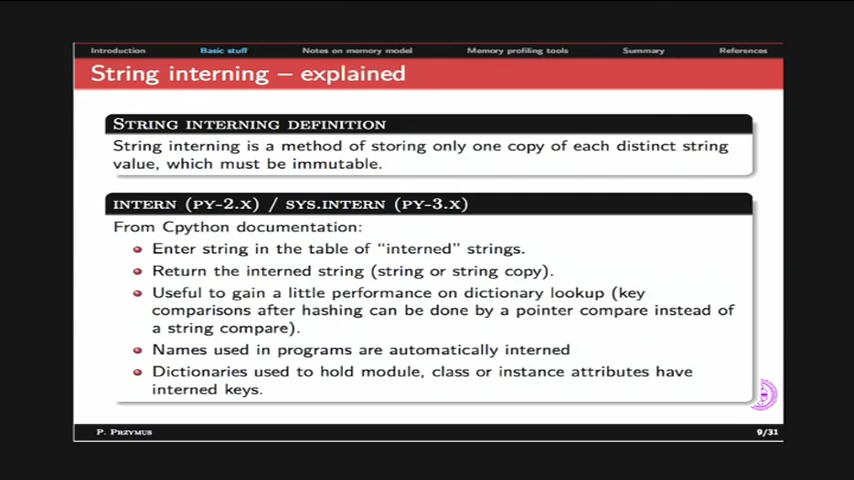 Introduction Basic stuff Notes on memory model Memory profiling tools Summary References
String interning – explained
STRING INTERNING DEFINITION
String interning is a method of storing only one copy of each distinct string
value, which must be immutable.
INTERN (PY-2.X) / SYS.INTERN (PY-3.X)
From Cpython documentation:
Enter string in the table of “interned” strings.
Return the interned string (string or string copy).
Useful to gain a little performance on dictionary lookup (key
comparisons after hashing can be done by a pointer compare instead of
a string compare).
Names used in programs are automatically interned
Dictionaries used to hold module, class or instance attributes have
interned keys.
P. PRZYMUS 9/31